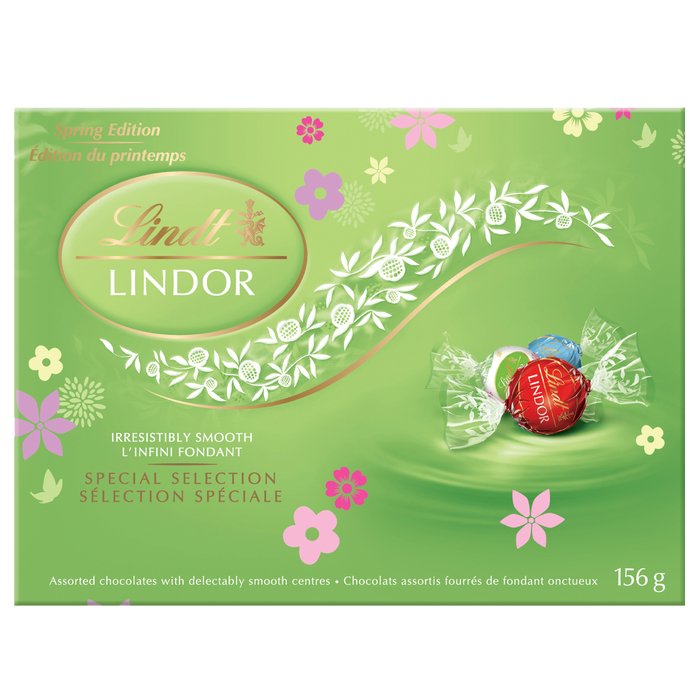 Spring Edition
Édition du printemps
Lindt
LINDOR
IRRESISTIBLY SMOOTH
L'INFINI FONDANT
SPECIAL SELECTION
SÉLECTION SPÉCIALE
Lindt
LINDOR
Assorted chocolates with delectably smooth centres • Chocolats assortis fourrés de fondant onctueux
156 g